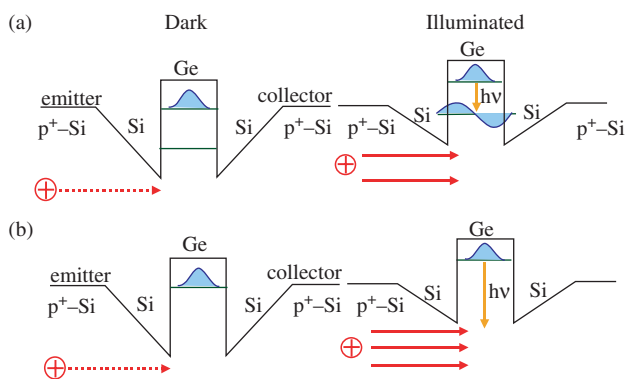 (a)
Dark
Illuminated
Ge
Ge
emitter
collector
hν
p⁺–Si
Si
Si
p⁺–Si
p⁺–Si
Si
Si
p⁺–Si
(b)
Ge
Ge
emitter
collector
p⁺–Si
Si
Si
p⁺–Si
p⁺–Si
Si
hν
Si